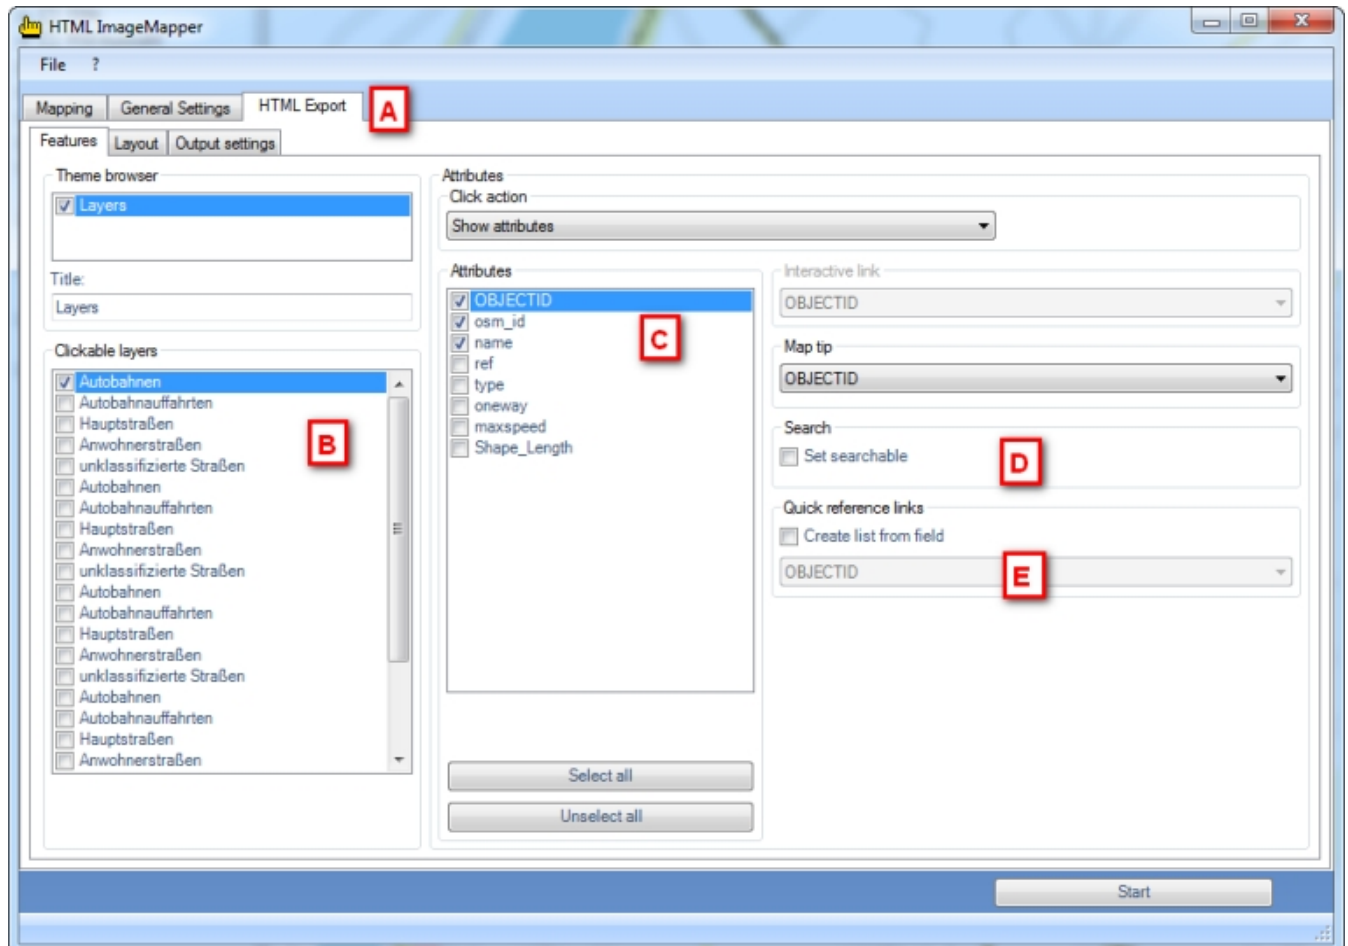 HTML ImageMapper
File ?
Mapping General Settings HTML Export A
Features Layout Output settings
Theme browser
Layers
Title:
Layers
Clickable layers
Autobahnen
Autobahnauffahrten
Hauptstraßen
Anwohnerstraßen
unklassifizierte Straßen
Autobahnen
Autobahnauffahrten
Hauptstraßen
Anwohnerstraßen
unklassifizierte Straßen
Autobahnen
Autobahnauffahrten
Hauptstraßen
Anwohnerstraßen
unklassifizierte Straßen
Autobahnen
Autobahnauffahrten
Hauptstraßen
Anwohnerstraßen
B
Attributes
Click action
Show attributes
Attributes
OBJECTID
osm_id
name
ref
type
oneway
maxspeed
Shape_Length
C
Select all
Unselect all
Interactive link
OBJECTID
Map tip
OBJECTID
Search
Set searchable
D
Quick reference links
Create list from field
OBJECTID
E
Start